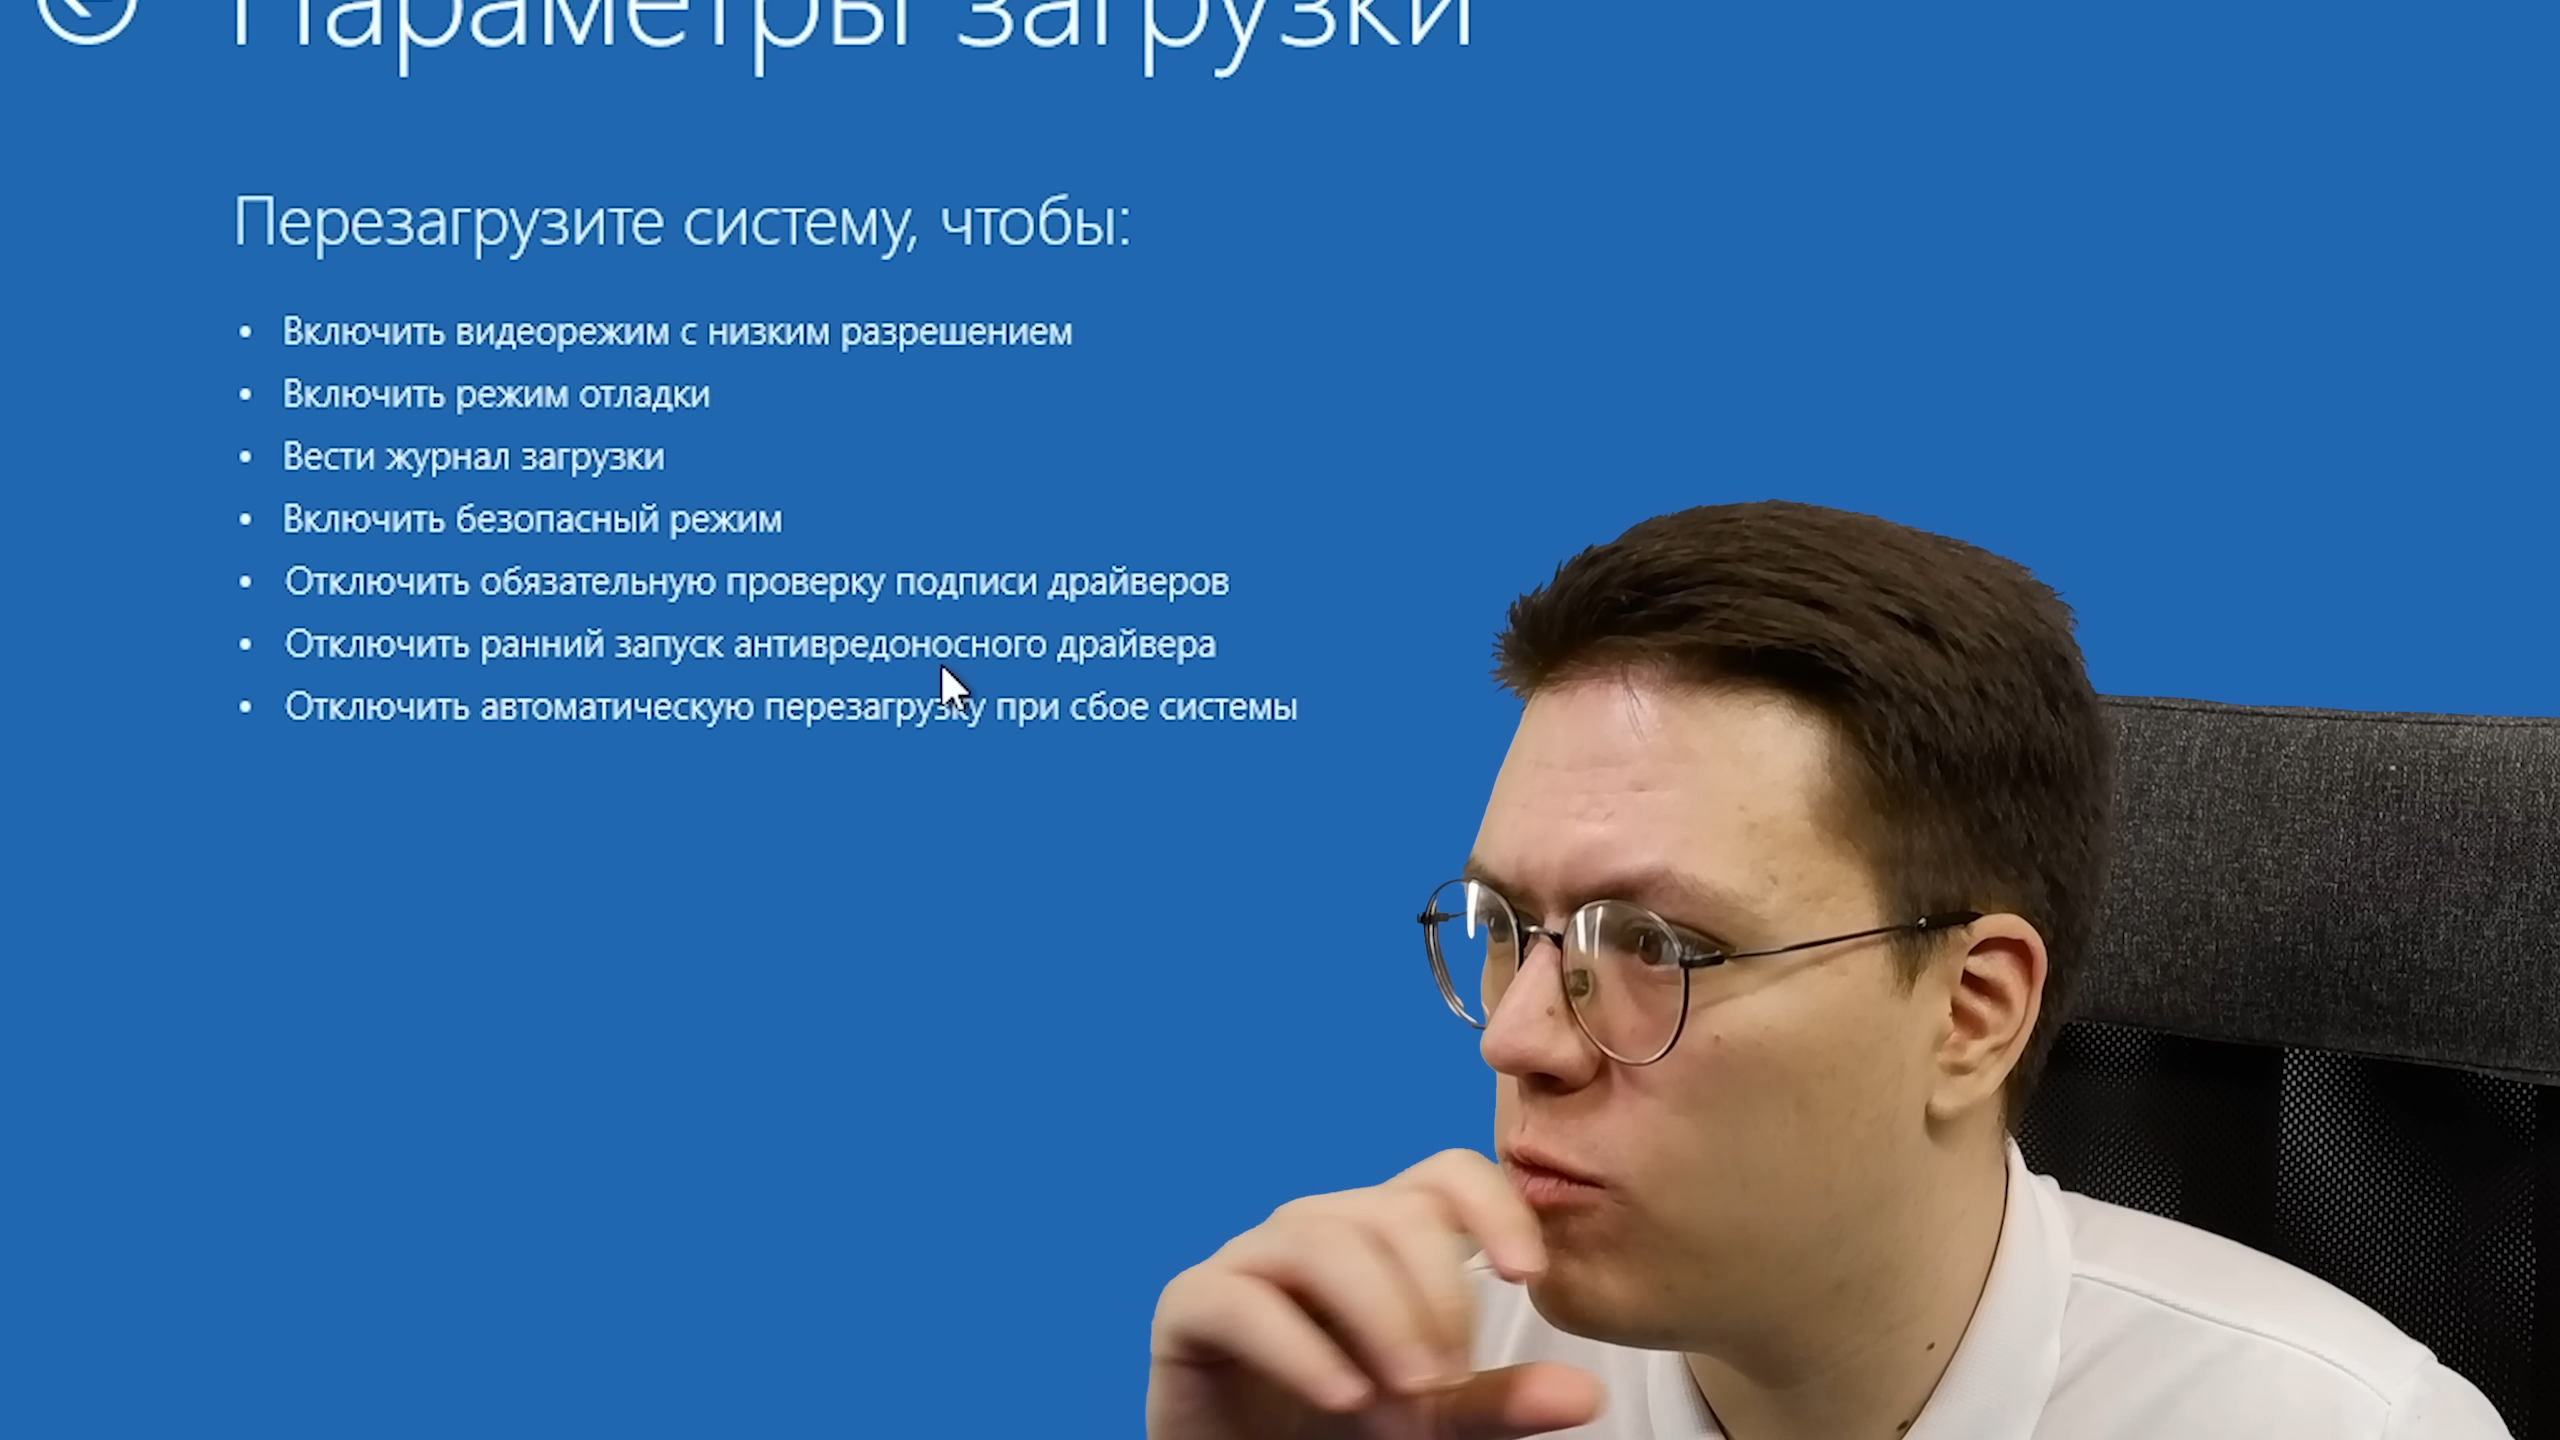 Параметры загрузки
Перезагрузите систему, чтобы:
• Включить видеорежим с низким разрешением
• Включить режим отладки
• Вести журнал загрузки
• Включить безопасный режим
• Отключить обязательную проверку подписи драйверов
• Отключить ранний запуск антивредоносного драйвера
• Отключить автоматическую перезагрузку при сбое системы